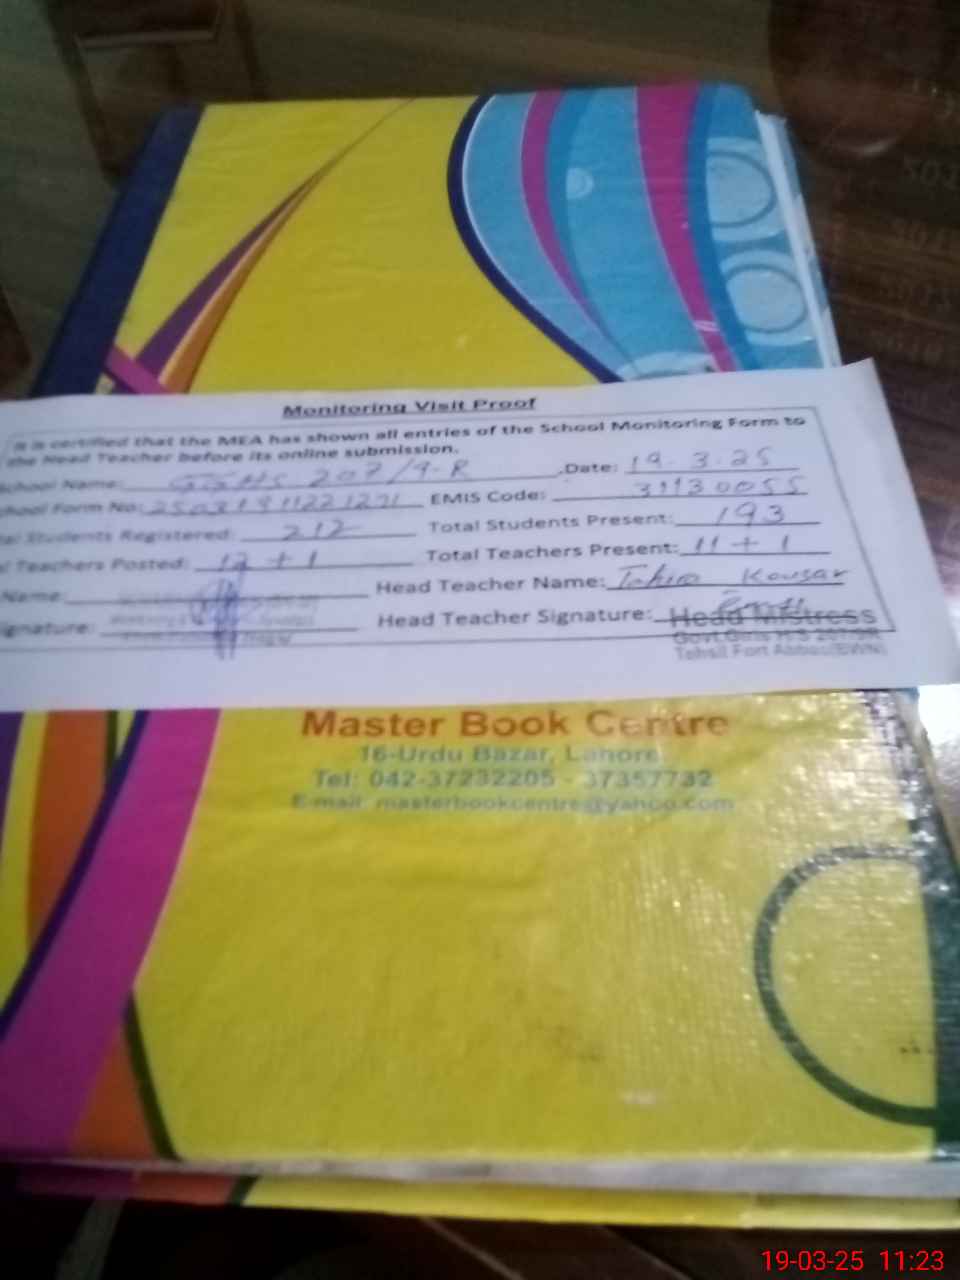 Monitoring Visit Proof
It is certified that the MEA has shown all entries of the School Monitoring Form to
the Head Teacher before its online submission.
School Name: GGHS 207/9-R Date: 19-3-25
School Form No: EMIS Code: 31130055
Students Registered: 212 Total Students Present: 193
Teachers Posted: 12 + 1 Total Teachers Present: 11 + 1
Name: Head Teacher Name: Kousar
Signature: Head Teacher Signature: Head Mistress
Govt.Girls H.S 207/9R
Tehsil Fort Abbas(BWN)
Master Book Centre
16-Urdu Bazar, Lahore
Tel: 042-37232205 - 37357732
E-mail: masterbookcentre@yahoo.com
19-03-25 11:23